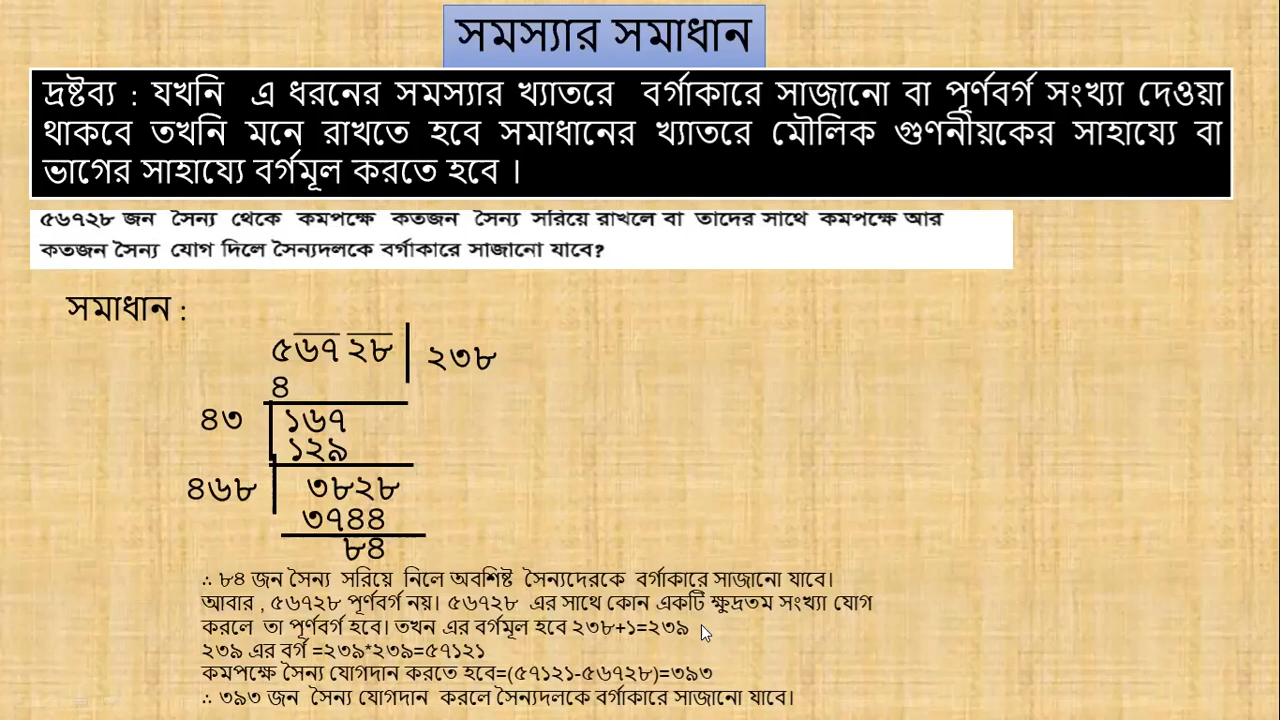 সমস্যার সমাধান
দ্রষ্টব্য : যখনি এ ধরনের সমস্যার খ্যাতরে বর্গাকারে সাজানো বা পূর্ণবর্গ সংখ্যা দেওয়া
থাকবে তখনি মনে রাখতে হবে সমাধানের খ্যাতরে মৌলিক গুণনীয়কের সাহায্যে বা
ভাগের সাহায্যে বর্গমূল করতে হবে ।
৫৬৭২৮ জন সৈন্য থেকে কমপক্ষে কতজন সৈন্য সরিয়ে রাখলে বা তাদের সাথে কমপক্ষে আর
কতজন সৈন্য যোগ দিলে সৈন্যদলকে বর্গাকারে সাজানো যাবে?
সমাধান :
৫৬৭ ২৮ ২৩৮
৪
৪৩ ১৬৭
১২৯
৪৬৮ ৩৮২৮
৩৭৪৪
৮৪
∴ ৮৪ জন সৈন্য সরিয়ে নিলে অবশিষ্ট সৈন্যদেরকে বর্গাকারে সাজানো যাবে।
আবার , ৫৬৭২৮ পূর্ণবর্গ নয়। ৫৬৭২৮ এর সাথে কোন একটি ক্ষুদ্রতম সংখ্যা যোগ
করলে তা পূর্ণবর্গ হবে। তখন এর বর্গমূল হবে ২৩৮+১=২৩৯
২৩৯ এর বর্গ =২৩৯*২৩৯=৫৭১২১
কমপক্ষে সৈন্য যোগদান করতে হবে=(৫৭১২১-৫৬৭২৮)=৩৯৩
∴ ৩৯৩ জন সৈন্য যোগদান করলে সৈন্যদলকে বর্গাকারে সাজানো যাবে।